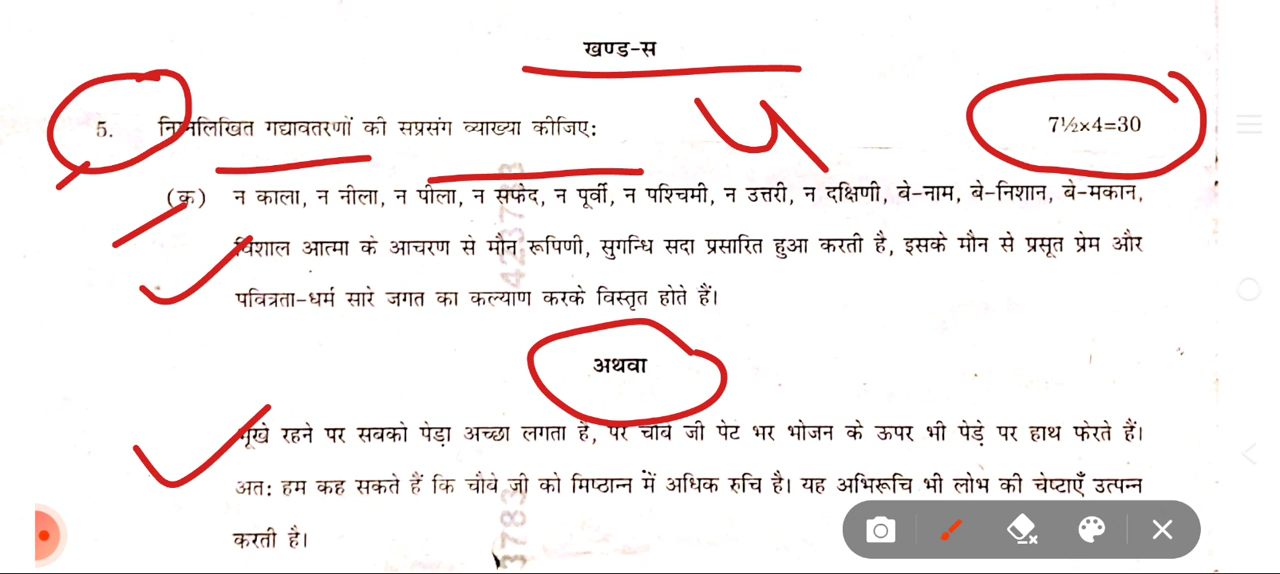 खण्ड-स
5. निम्नलिखित गद्यावतरणों की सप्रसंग व्याख्या कीजिए: 7½×4=30
(क) न काला, न नीला, न पीला, न सफेद, न पूर्वी, न पश्चिमी, न उत्तरी, न दक्षिणी, बे-नाम, बे-निशान, बे-मकान,
विशाल आत्मा के आचरण से मौन रूपिणी, सुगन्धि सदा प्रसारित हुआ करती है, इसके मौन से प्रसूत प्रेम और
पवित्रता-धर्म सारे जगत का कल्याण करके विस्तृत होते हैं।
अथवा
भूखे रहने पर सबको पेड़ा अच्छा लगता है, पर चौबे जी पेट भर भोजन के ऊपर भी पेड़े पर हाथ फेरते हैं।
अत: हम कह सकते हैं कि चौबे जी को मिष्ठान्न में अधिक रुचि है। यह अभिरूचि भी लोभ की चेष्टाएँ उत्पन्न
करती है।